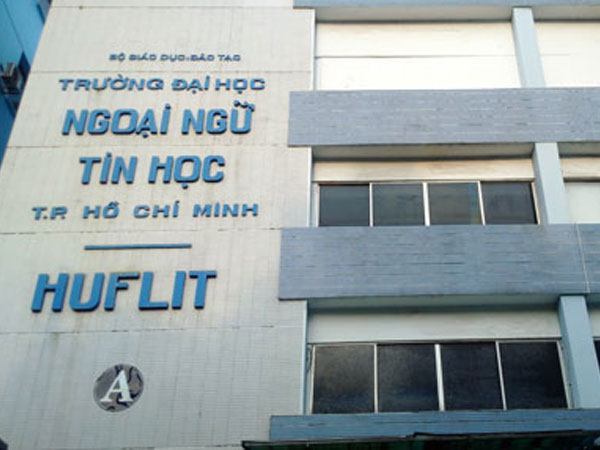 BỘ GIÁO DỤC-ĐÀO TẠO
TRƯỜNG ĐẠI HỌC
NGOẠI NGỮ
TIN HỌC
T.P. HỒ CHÍ MINH
HUFLIT
A